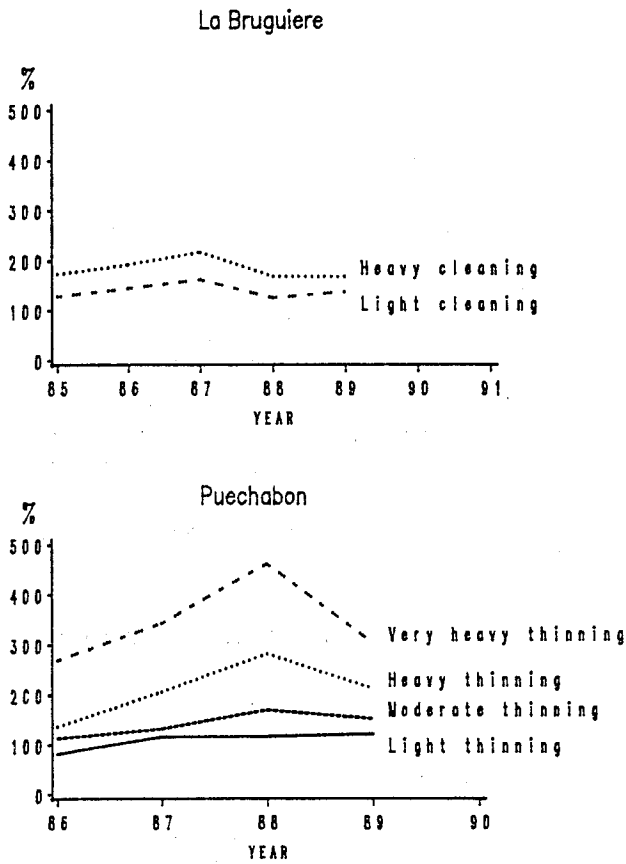 La Bruguiere
%
500
400
300
200
100
0
Heavy cleaning
Light cleaning
85 86 87 88 89 90 91
YEAR
Puechabon
%
500
400
300
200
100
0
Very heavy thinning
Heavy thinning
Moderate thinning
Light thinning
86 87 88 89 90
YEAR